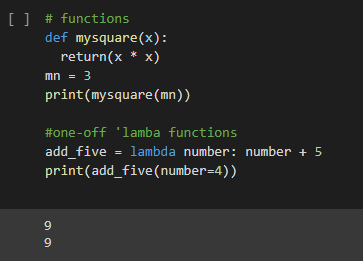 [ ] # functions
def mysquare(x):
  return(x * x)
mn = 3
print(mysquare(mn))

#one-off 'lamba functions
add_five = lambda number: number + 5
print(add_five(number=4))

9
9